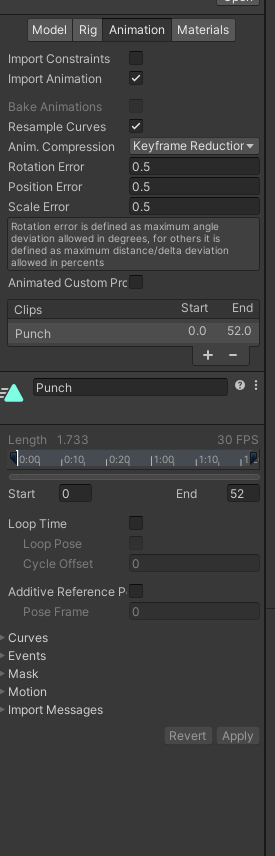 Open
Model Rig Animation Materials
Import Constraints
Import Animation
Bake Animations
Resample Curves
Anim. Compression Keyframe Reduction
Rotation Error 0.5
Position Error 0.5
Scale Error 0.5
Rotation error is defined as maximum angle
deviation allowed in degrees, for others it is
defined as maximum distance/delta deviation
allowed in percents
Animated Custom Pro
Clips Start End
Punch 0.0 52.0
+ −
Punch
Length 1.733 30 FPS
0:00 0:10 0:20 1:00 1:10 1:2
Start 0 End 52
Loop Time
Loop Pose
Cycle Offset 0
Additive Reference P
Pose Frame 0
Curves
Events
Mask
Motion
Import Messages
Revert Apply